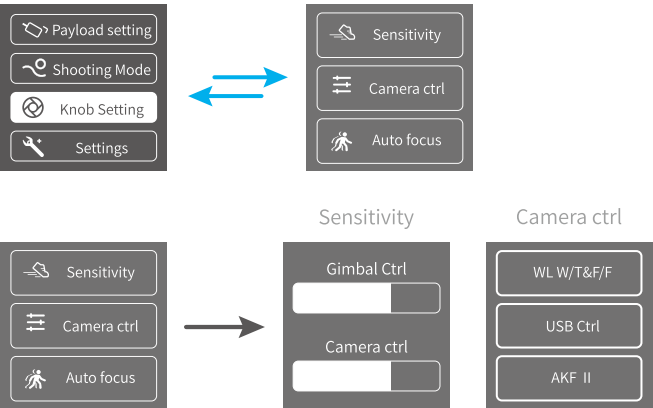 Payload setting
Shooting Mode
Knob Setting
Settings
Sensitivity
Camera ctrl
Auto focus
Sensitivity
Camera ctrl
Sensitivity
Camera ctrl
Auto focus
Gimbal Ctrl
Camera ctrl
WL W/T&F/F
USB Ctrl
AKF II